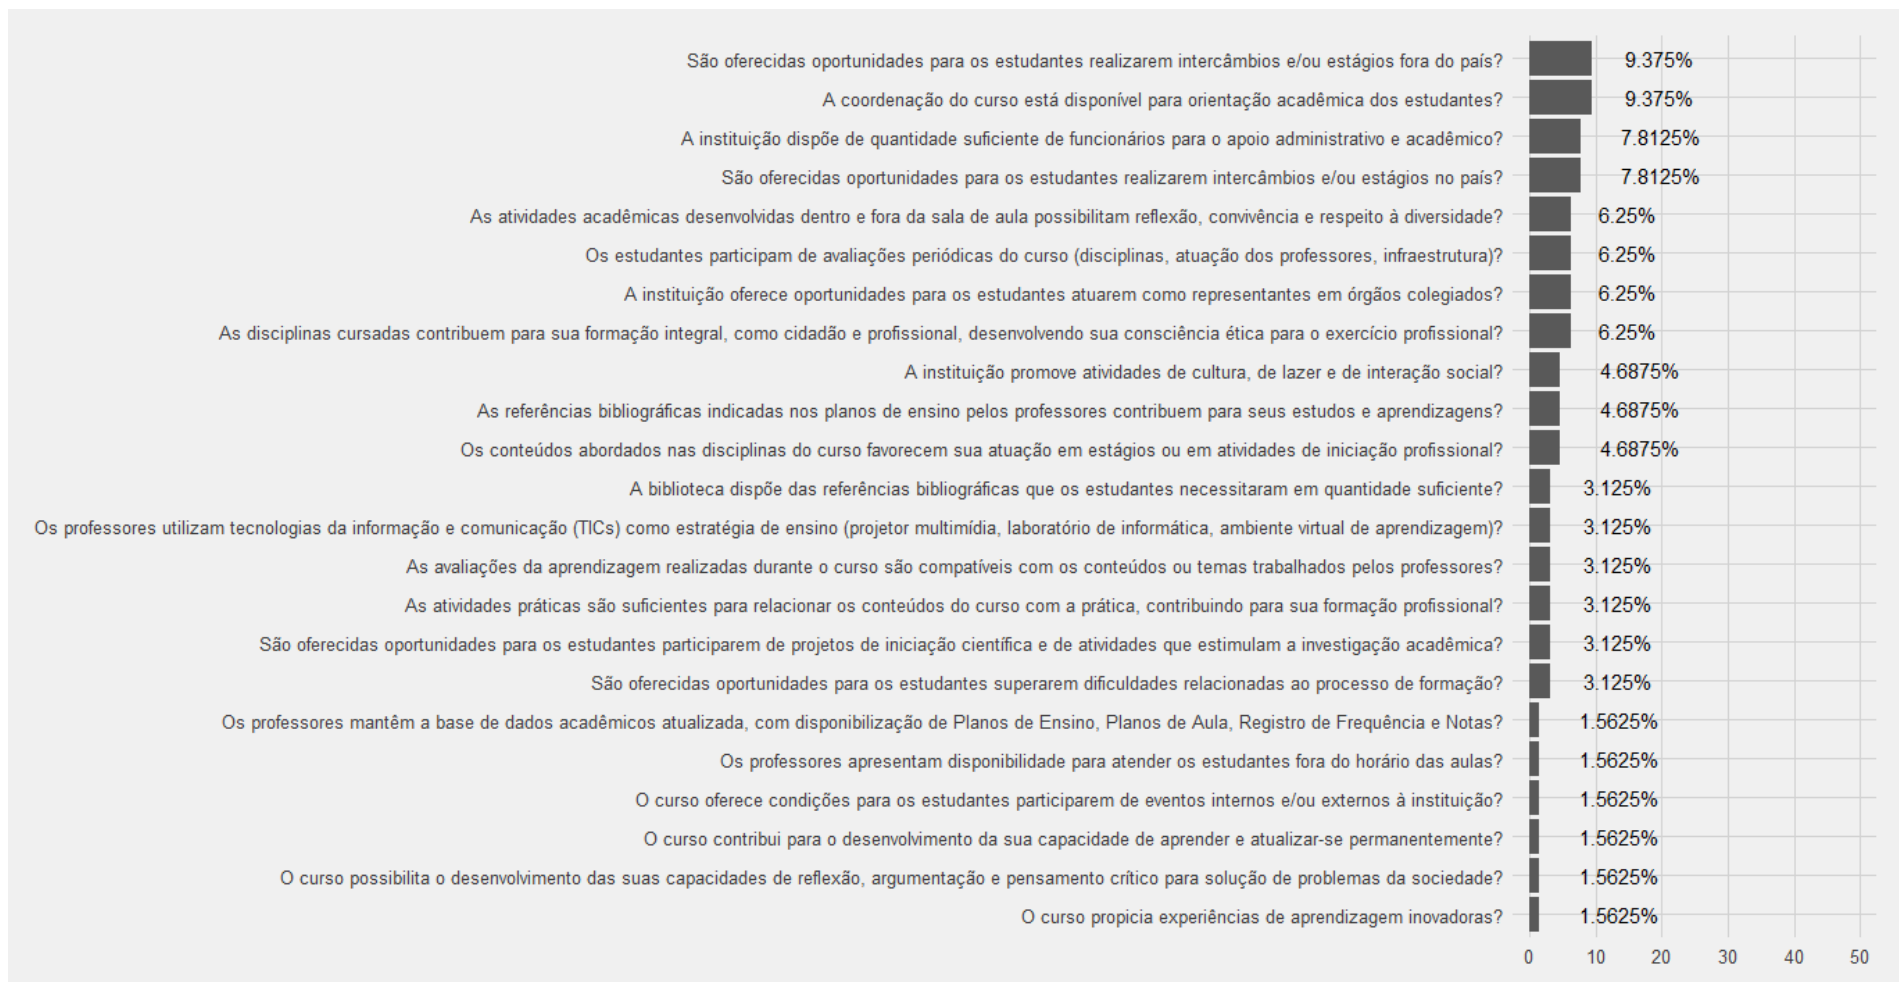 São oferecidas oportunidades para os estudantes realizarem intercâmbios e/ou estágios fora do país? 9.375%
A coordenação do curso está disponível para orientação acadêmica dos estudantes? 9.375%
A instituição dispõe de quantidade suficiente de funcionários para o apoio administrativo e acadêmico? 7.8125%
São oferecidas oportunidades para os estudantes realizarem intercâmbios e/ou estágios no país? 7.8125%
As atividades acadêmicas desenvolvidas dentro e fora da sala de aula possibilitam reflexão, convivência e respeito à diversidade? 6.25%
Os estudantes participam de avaliações periódicas do curso (disciplinas, atuação dos professores, infraestrutura)? 6.25%
A instituição oferece oportunidades para os estudantes atuarem como representantes em órgãos colegiados? 6.25%
As disciplinas cursadas contribuem para sua formação integral, como cidadão e profissional, desenvolvendo sua consciência ética para o exercício profissional? 6.25%
A instituição promove atividades de cultura, de lazer e de interação social? 4.6875%
As referências bibliográficas indicadas nos planos de ensino pelos professores contribuem para seus estudos e aprendizagens? 4.6875%
Os conteúdos abordados nas disciplinas do curso favorecem sua atuação em estágios ou em atividades de iniciação profissional? 4.6875%
A biblioteca dispõe das referências bibliográficas que os estudantes necessitaram em quantidade suficiente? 3.125%
Os professores utilizam tecnologias da informação e comunicação (TICs) como estratégia de ensino (projetor multimídia, laboratório de informática, ambiente virtual de aprendizagem)? 3.125%
As avaliações da aprendizagem realizadas durante o curso são compatíveis com os conteúdos ou temas trabalhados pelos professores? 3.125%
As atividades práticas são suficientes para relacionar os conteúdos do curso com a prática, contribuindo para sua formação profissional? 3.125%
São oferecidas oportunidades para os estudantes participarem de projetos de iniciação científica e de atividades que estimulam a investigação acadêmica? 3.125%
São oferecidas oportunidades para os estudantes superarem dificuldades relacionadas ao processo de formação? 3.125%
Os professores mantêm a base de dados acadêmicos atualizada, com disponibilização de Planos de Ensino, Planos de Aula, Registro de Frequência e Notas? 1.5625%
Os professores apresentam disponibilidade para atender os estudantes fora do horário das aulas? 1.5625%
O curso oferece condições para os estudantes participarem de eventos internos e/ou externos à instituição? 1.5625%
O curso contribui para o desenvolvimento da sua capacidade de aprender e atualizar-se permanentemente? 1.5625%
O curso possibilita o desenvolvimento das suas capacidades de reflexão, argumentação e pensamento crítico para solução de problemas da sociedade? 1.5625%
O curso propicia experiências de aprendizagem inovadoras? 1.5625%
0 10 20 30 40 50